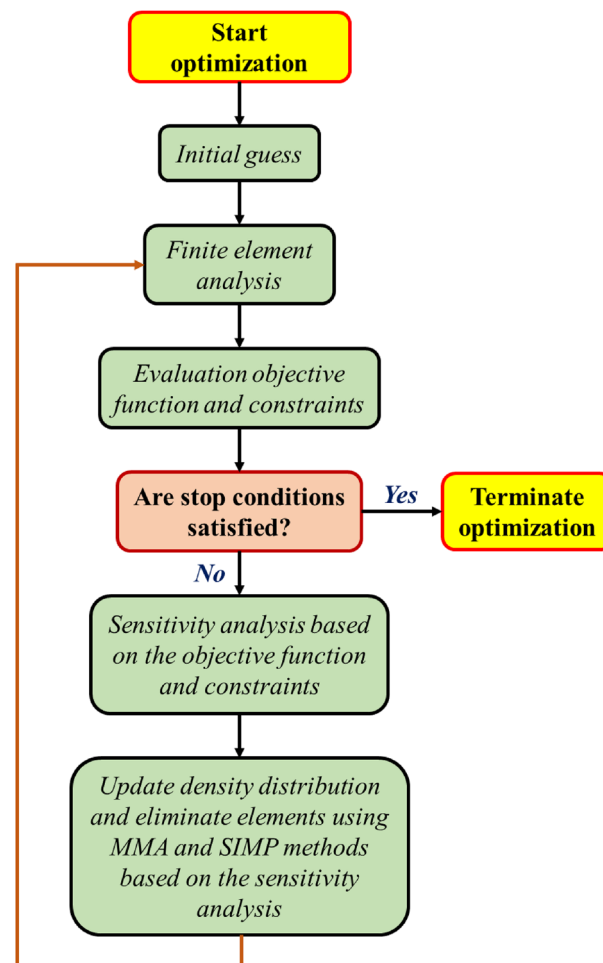 Start
optimization
Initial guess
Finite element
analysis
Evaluation objective
function and constraints
Are stop conditions
satisfied?
Yes
Terminate
optimization
No
Sensitivity analysis based
on the objective function
and constraints
Update density distribution
and eliminate elements using
MMA and SIMP methods
based on the sensitivity
analysis